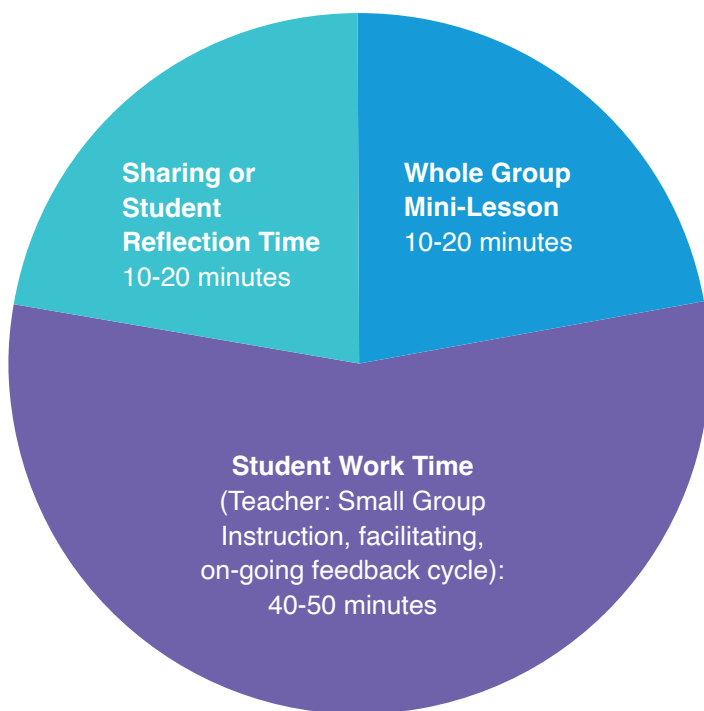 Sharing or
Student
Reflection Time
10-20 minutes
Whole Group
Mini-Lesson
10-20 minutes
Student Work Time
(Teacher: Small Group
Instruction, facilitating,
on-going feedback cycle):
40-50 minutes